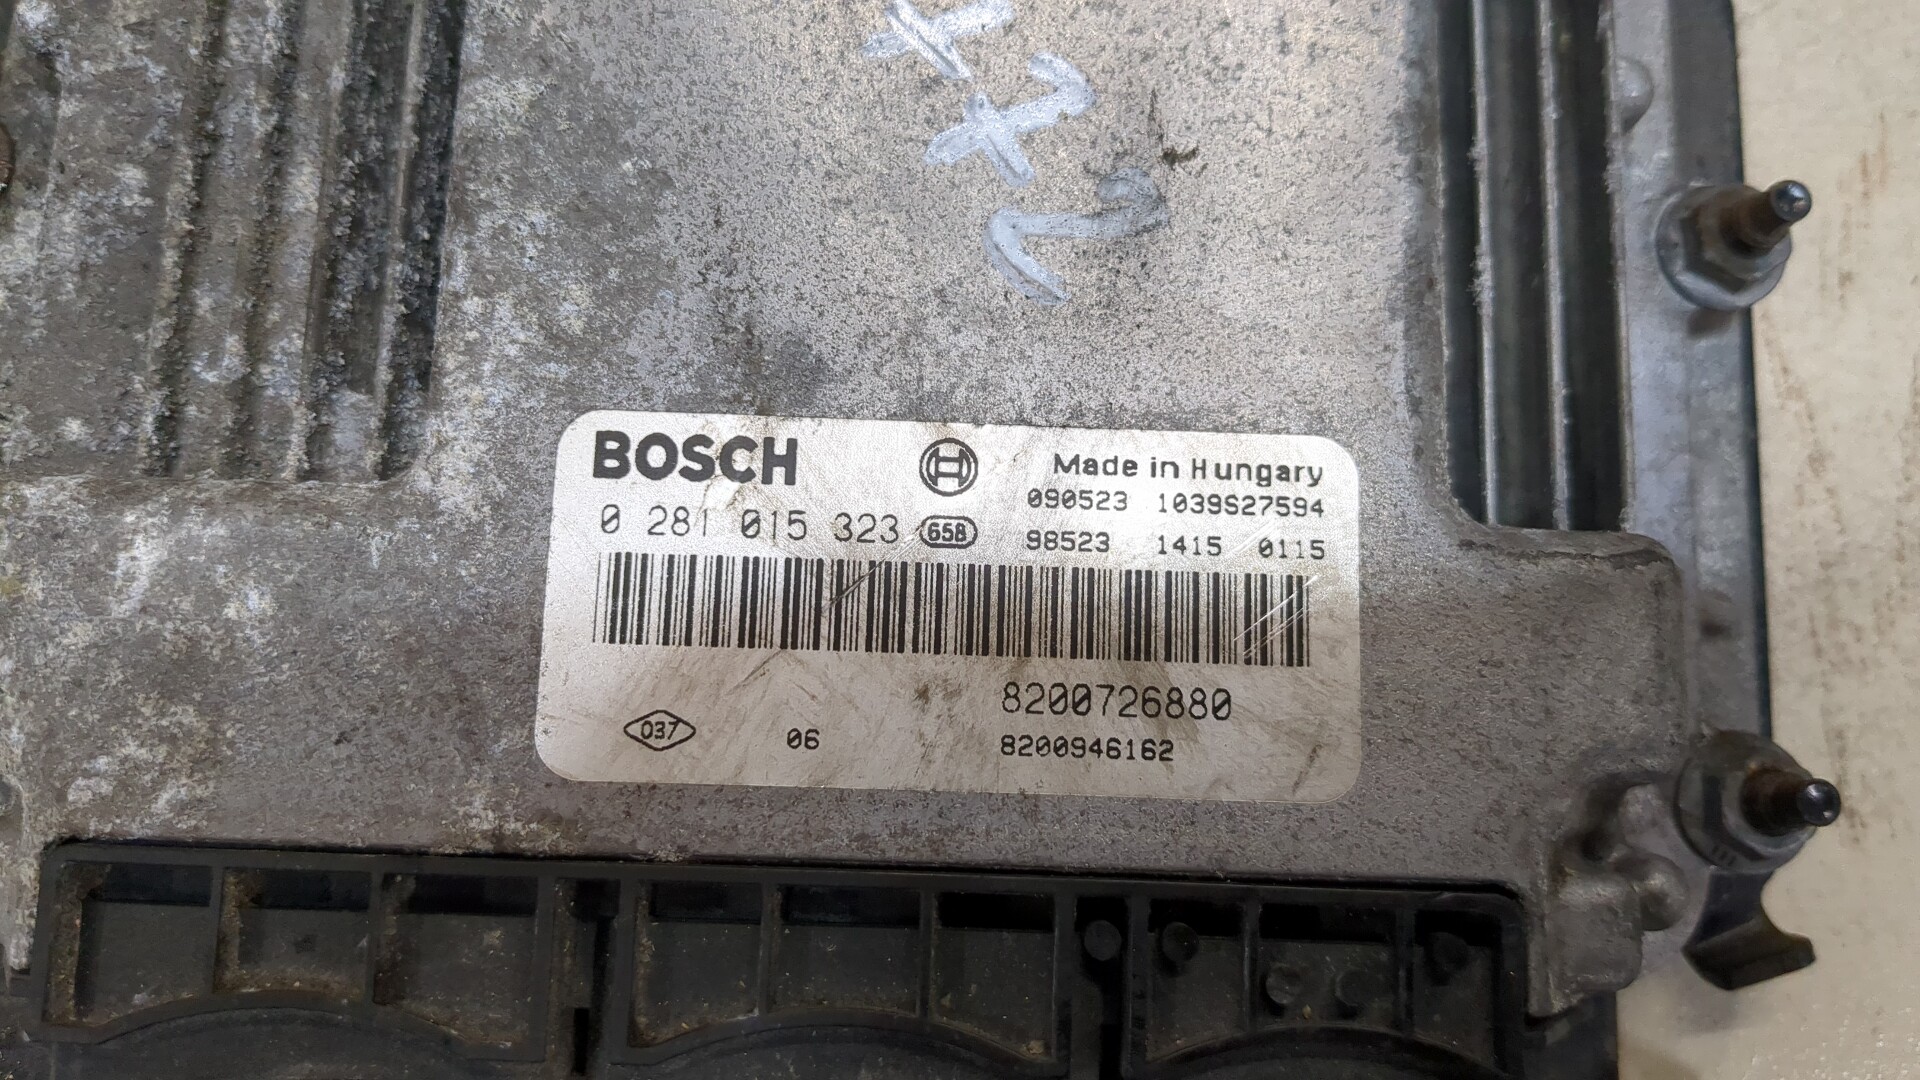 BOSCH
Made in Hungary
090523 1039S27594
0 281 015 323 658
98523 1415 0115
8200726880
037 06 8200946162